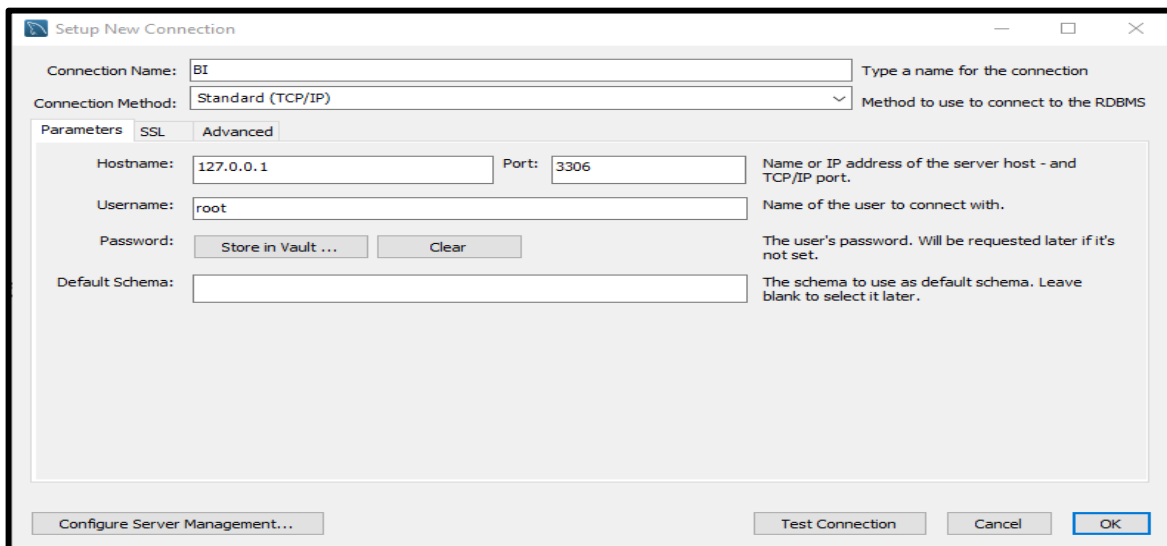 Setup New Connection
Connection Name: BI Type a name for the connection
Connection Method: Standard (TCP/IP) Method to use to connect to the RDBMS
Parameters SSL Advanced
Hostname: 127.0.0.1 Port: 3306 Name or IP address of the server host - and
TCP/IP port.
Username: root Name of the user to connect with.
Password: Store in Vault ... Clear The user's password. Will be requested later if it's
not set.
Default Schema: The schema to use as default schema. Leave
blank to select it later.
Configure Server Management... Test Connection Cancel OK